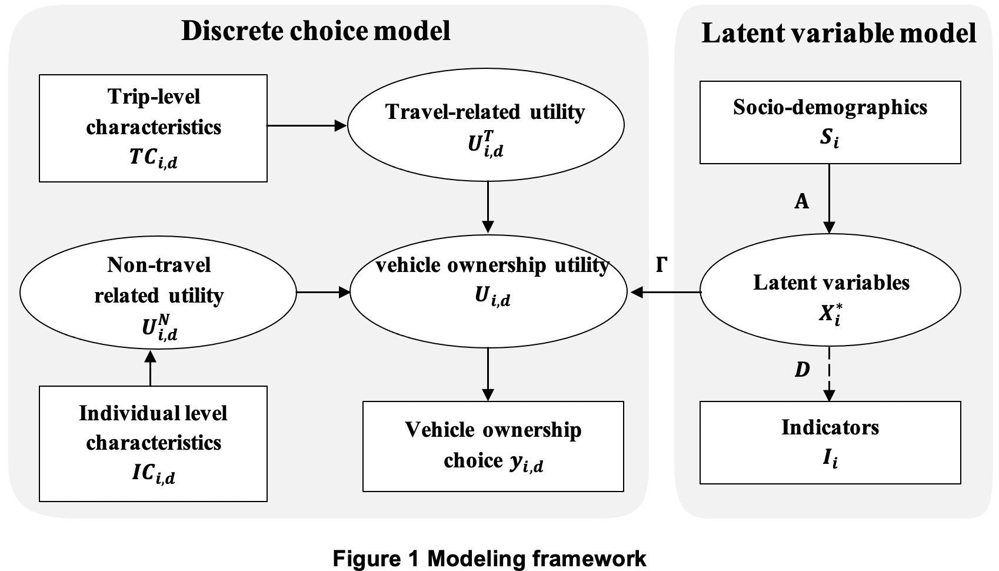 Discrete choice model
Trip-level
characteristics
TC_{i,d}
Travel-related utility
U^T_{i,d}
Non-travel
related utility
U^N_{i,d}
vehicle ownership utility
U_{i,d}
Individual level
characteristics
IC_{i,d}
Vehicle ownership
choice y_{i,d}
Γ
Latent variable model
Socio-demographics
S_i
A
Latent variables
X^*_i
D
Indicators
I_i
Figure 1 Modeling framework